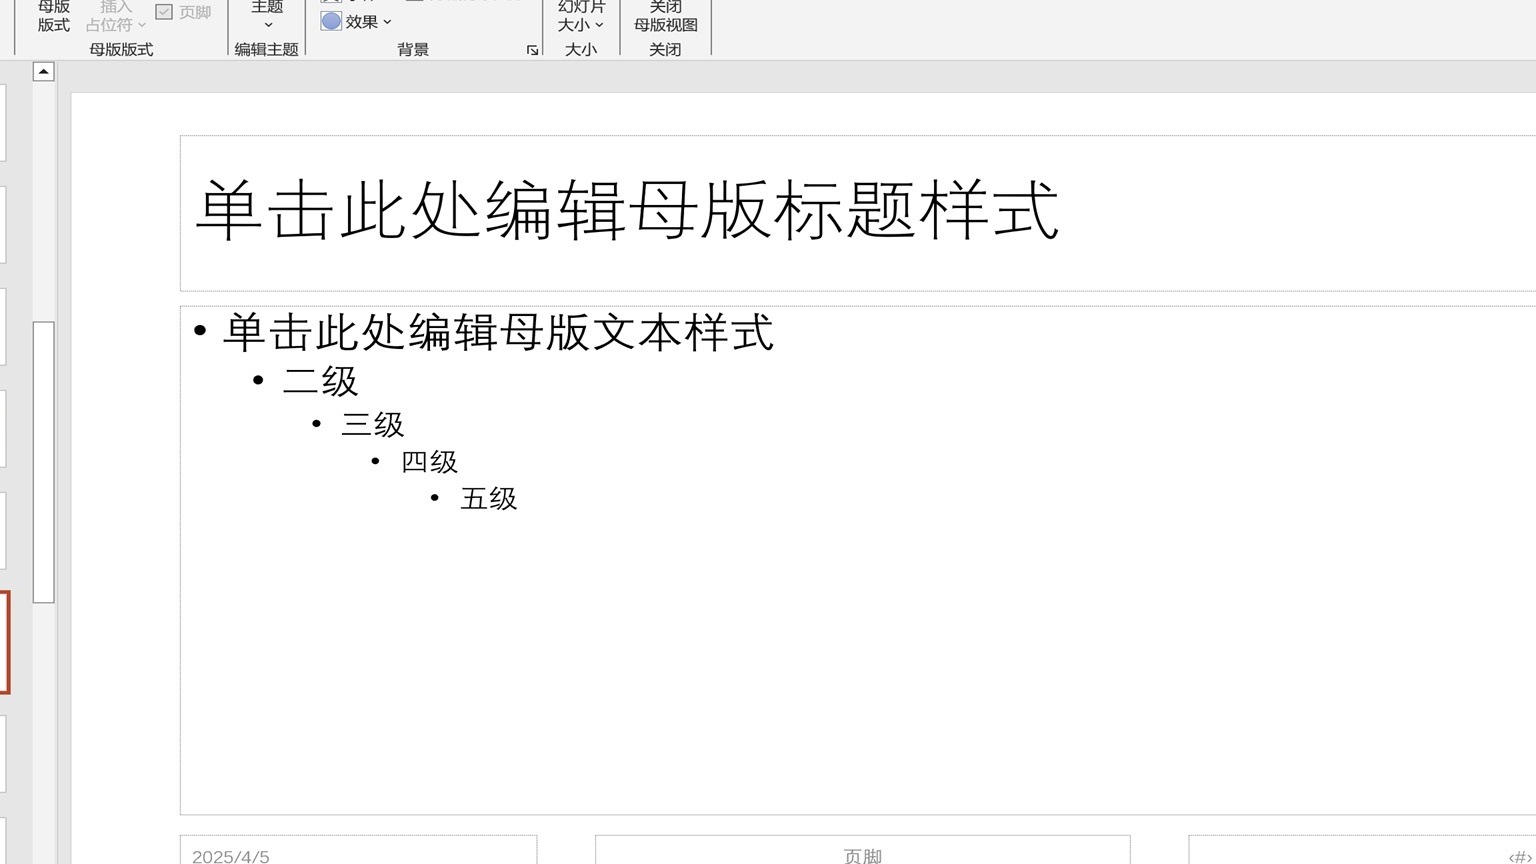 母版 插入 页脚 主题 幻灯片 关闭
版式 占位符 效果 大小 母版视图
母版版式 编辑主题 背景 大小 关闭
单击此处编辑母版标题样式
• 单击此处编辑母版文本样式
• 二级
• 三级
• 四级
• 五级
2025/4/5 页脚 ‹#›